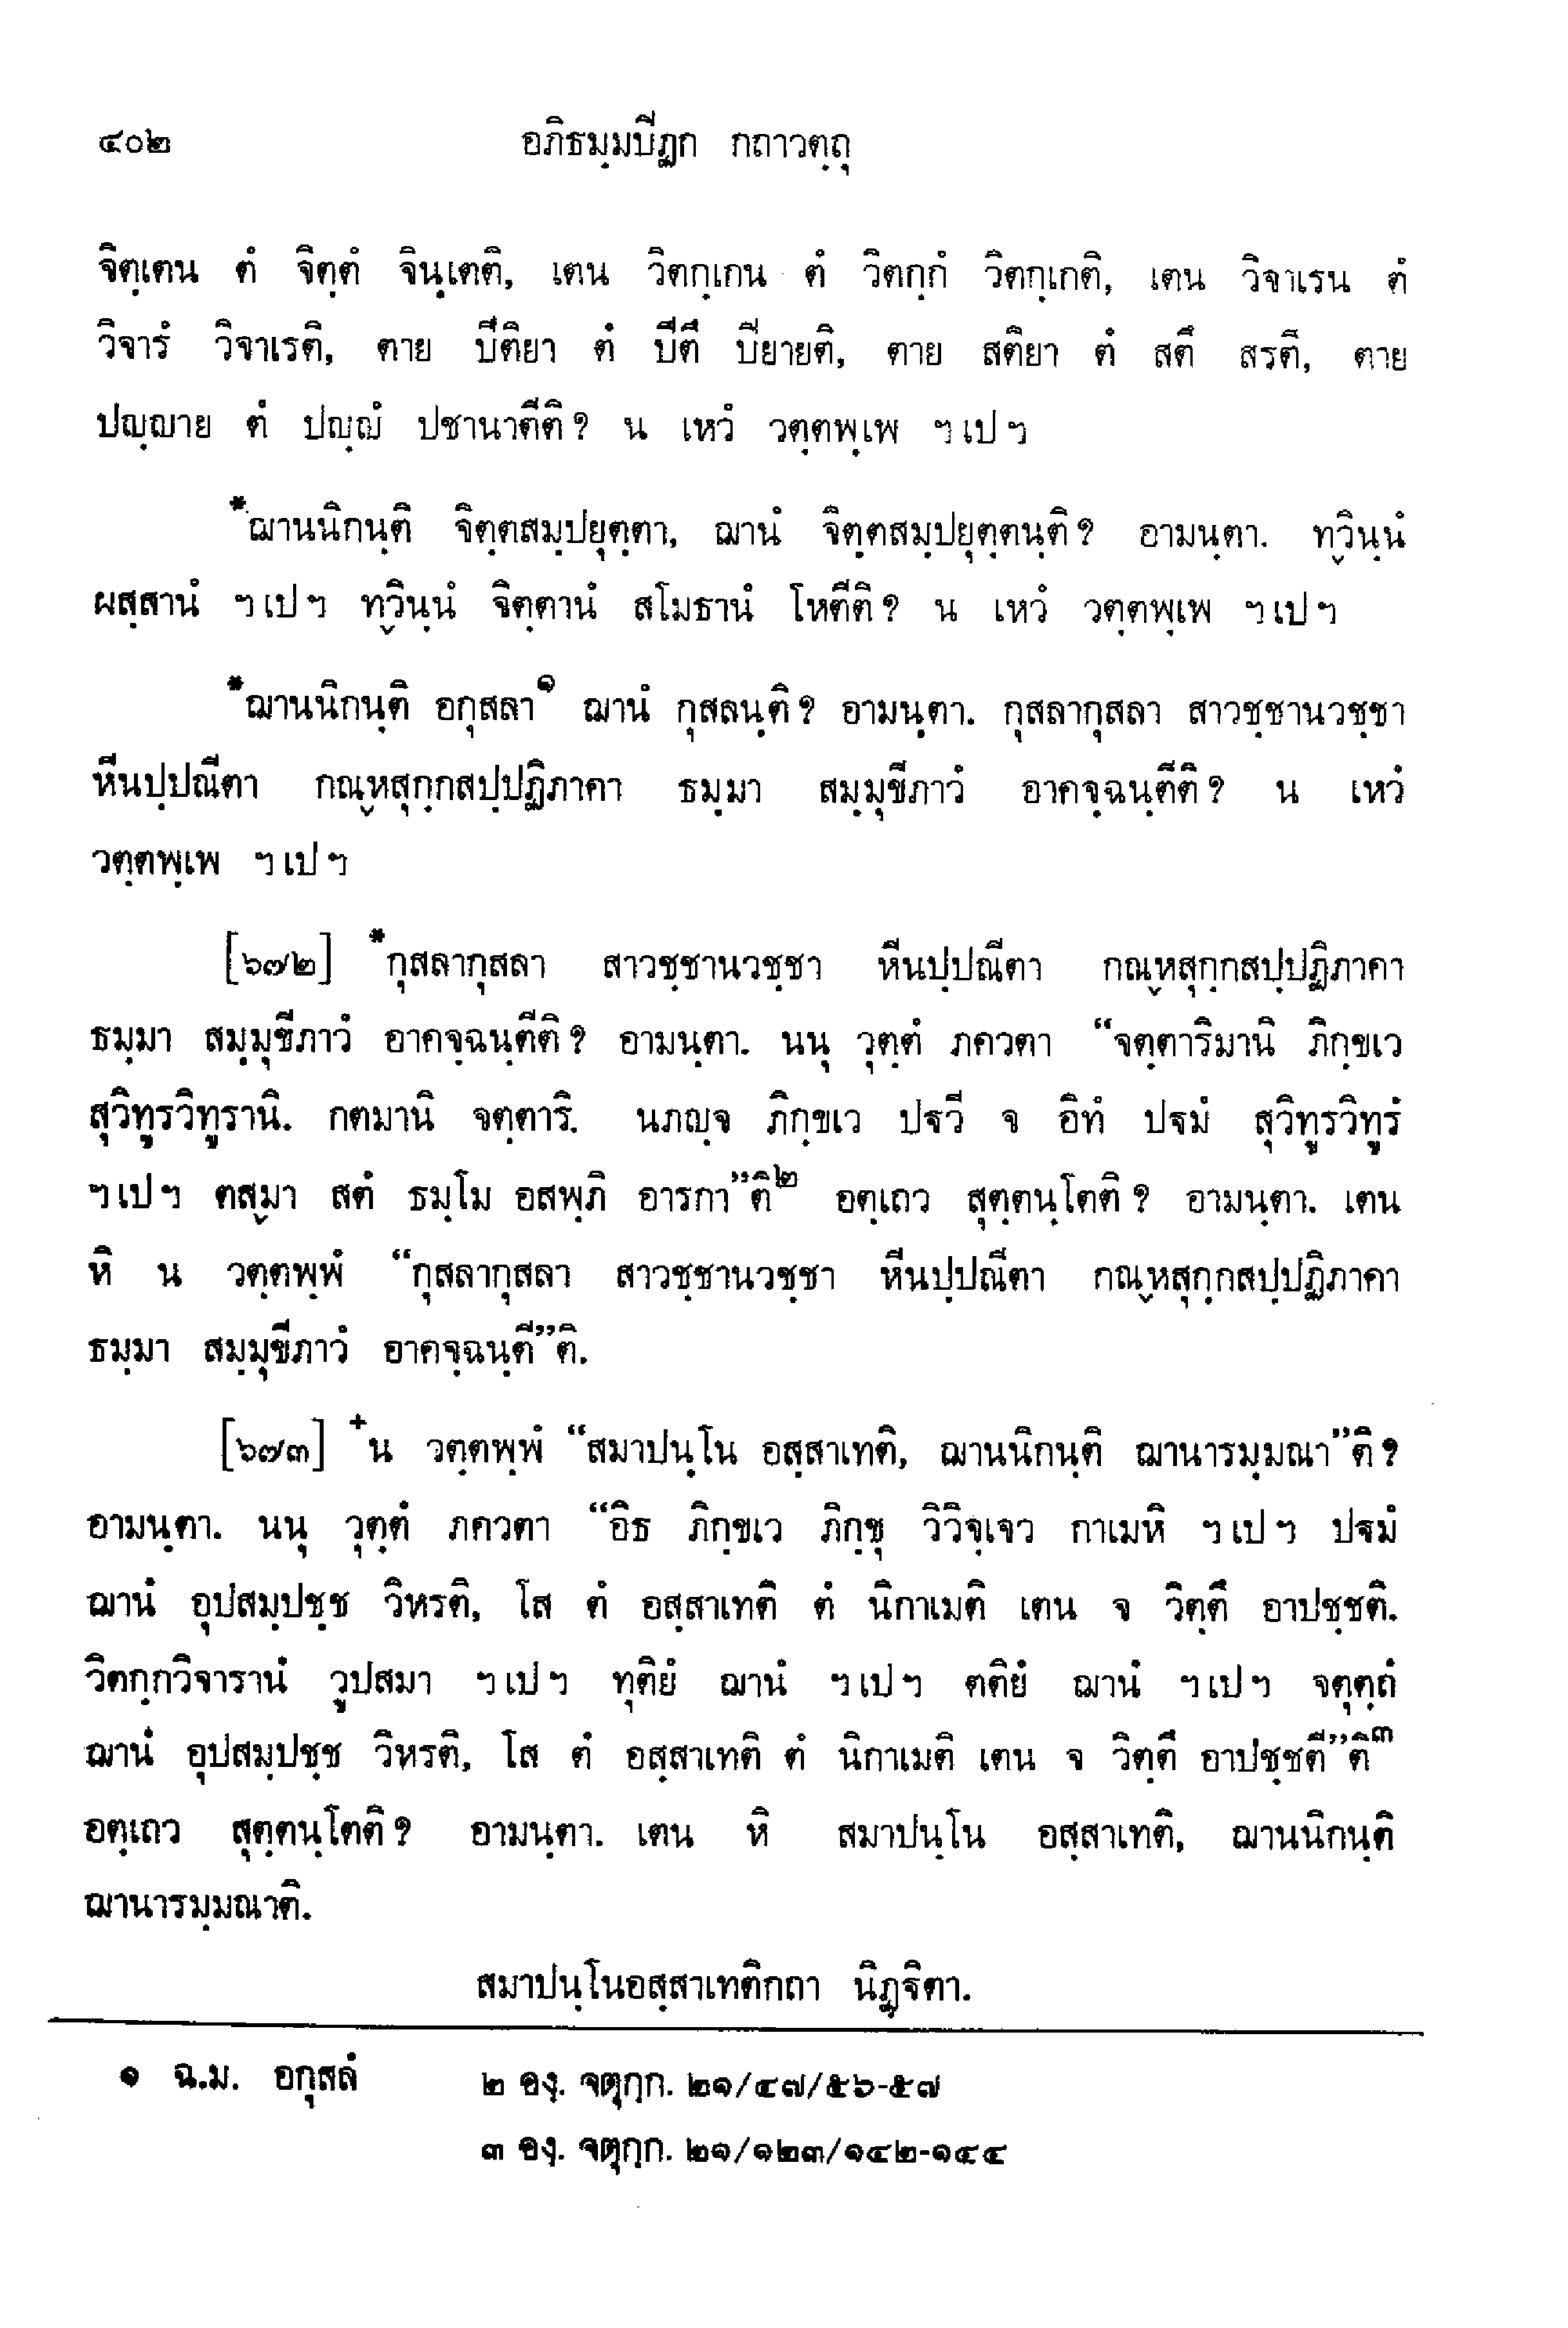 ๔๐๒ อภิธมฺมปีฏก กถาวตฺถุ
จิตฺเตน ตํ จิตฺตํ จินฺเตติ, เตน วิตกฺเกน ตํ วิตกฺกํ วิตกฺเกติ, เตน วิจาเรน ตํ
วิจารํ วิจาเรติ, ตาย ปีติยา ตํ ปีตึ ปิยายติ, ตาย สติยา ตํ สตึ สรติ, ตาย
ปญฺญาย ตํ ปญฺญํ ปชานาตีติ? น เหวํ วตฺตพฺเพ ฯเปฯ
*ฌานนิกนฺติ จิตฺตสมฺปยุตฺตา, ฌานํ จิตฺตสมฺปยุตฺตนฺติ? อามนฺตา. ทฺวินฺนํ
ผสฺสานํ ฯเปฯ ทฺวินฺนํ จิตฺตานํ สโมธานํ โหตีติ? น เหวํ วตฺตพฺเพ ฯเปฯ
*ฌานนิกนฺติ อกุสลา๑ ฌานํ กุสลนฺติ? อามนฺตา. กุสลากุสลา สาวชฺชานวชฺชา
หีนปฺปณีตา กณฺหสุกฺกสปฺปฏิภาคา ธมฺมา สมฺมุขีภาวํ อาคจฺฉนฺตีติ? น เหวํ
วตฺตพฺเพ ฯเปฯ
[๖๗๒] *กุสลากุสลา สาวชฺชานวชฺชา หีนปฺปณีตา กณฺหสุกฺกสปฺปฏิภาคา
ธมฺมา สมฺมุขีภาวํ อาคจฺฉนฺตีติ? อามนฺตา. นนุ วุตฺตํ ภควตา “จตฺตาริมานิ ภิกฺขเว
สุวิทูรวิทูรานิ. กตมานิ จตฺตาริ. นภญฺจ ภิกฺขเว ปฐวี จ อิทํ ปฐมํ สุวิทูรวิทูรํ
ฯเปฯ ตสฺมา สตํ ธมฺโม อสพฺภิ อารกา”ติ๒ อตฺเถว สุตฺตนฺโตติ? อามนฺตา. เตน
หิ น วตฺตพฺพํ “กุสลากุสลา สาวชฺชานวชฺชา หีนปฺปณีตา กณฺหสุกฺกสปฺปฏิภาคา
ธมฺมา สมฺมุขีภาวํ อาคจฺฉนฺตี”ติ.
[๖๗๓] +น วตฺตพฺพํ “สมาปนฺโน อสฺสาเทติ, ฌานนิกนฺติ ฌานารมฺมณา”ติ?
อามนฺตา. นนุ วุตฺตํ ภควตา “อิธ ภิกฺขเว ภิกฺขุ วิวิจฺเจว กาเมหิ ฯเปฯ ปฐมํ
ฌานํ อุปสมฺปชฺช วิหรติ, โส ตํ อสฺสาเทติ ตํ นิกาเมติ เตน จ วิตฺตึ อาปชฺชติ.
วิตกฺกวิจารานํ วูปสมา ฯเปฯ ทุติยํ ฌานํ ฯเปฯ ตติยํ ฌานํ ฯเปฯ จตุตฺถํ
ฌานํ อุปสมฺปชฺช วิหรติ, โส ตํ อสฺสาเทติ ตํ นิกาเมติ เตน จ วิตฺตึ อาปชฺชตี”ติ๓
อตฺเถว สุตฺตนฺโตติ? อามนฺตา. เตน หิ สมาปนฺโน อสฺสาเทติ, ฌานนิกนฺติ
ฌานารมฺมณาติ.
สมาปนฺโนอสฺสาเทติกถา นิฏฺฐิตา.
๑ ฉ.ม. อกุสลํ ๒ องฺ. จตุกฺก. ๒๑/๔๗/๕๖-๕๗
๓ องฺ. จตุกฺก. ๒๑/๑๒๓/๑๔๒-๑๔๔